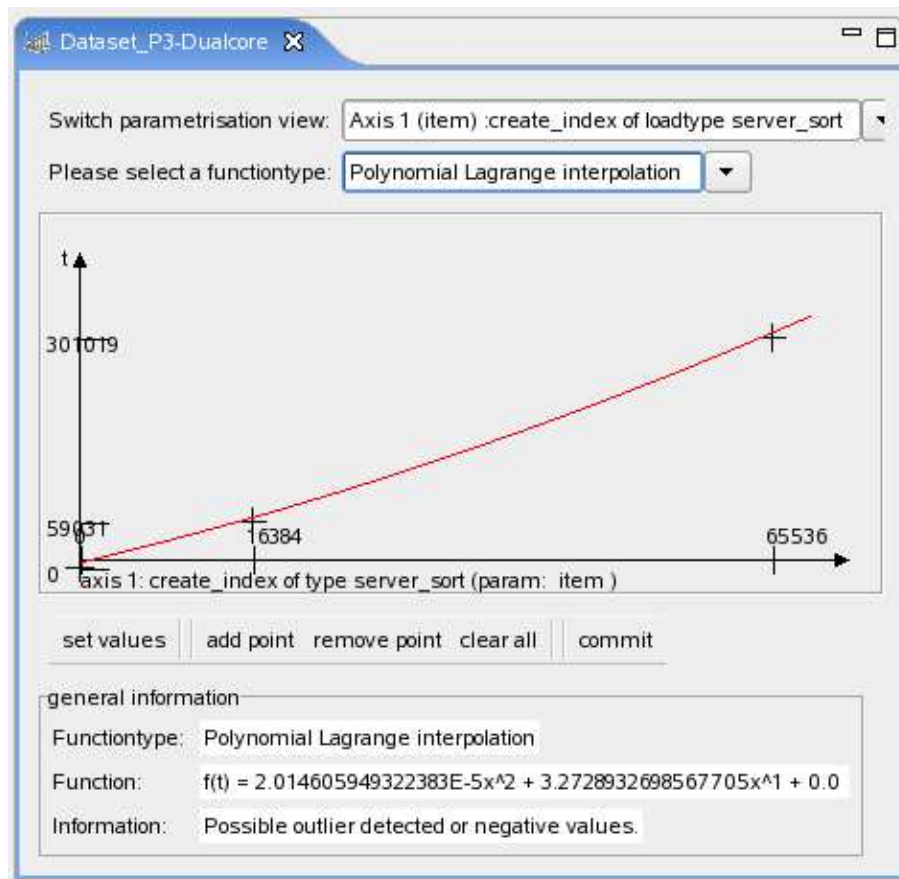 Dataset_P3-Dualcore
Switch parametrisation view: Axis 1 (item) :create_index of loadtype server_sort
Please select a functiontype: Polynomial Lagrange interpolation
t
301019
59031
0
16384
65536
0
axis 1: create_index of type server_sort (param: item )
set values add point remove point clear all commit
general information
Functiontype: Polynomial Lagrange interpolation
Function: f(t) = 2.014605949322383E-5x^2 + 3.2728932698567705x^1 + 0.0
Information: Possible outlier detected or negative values.